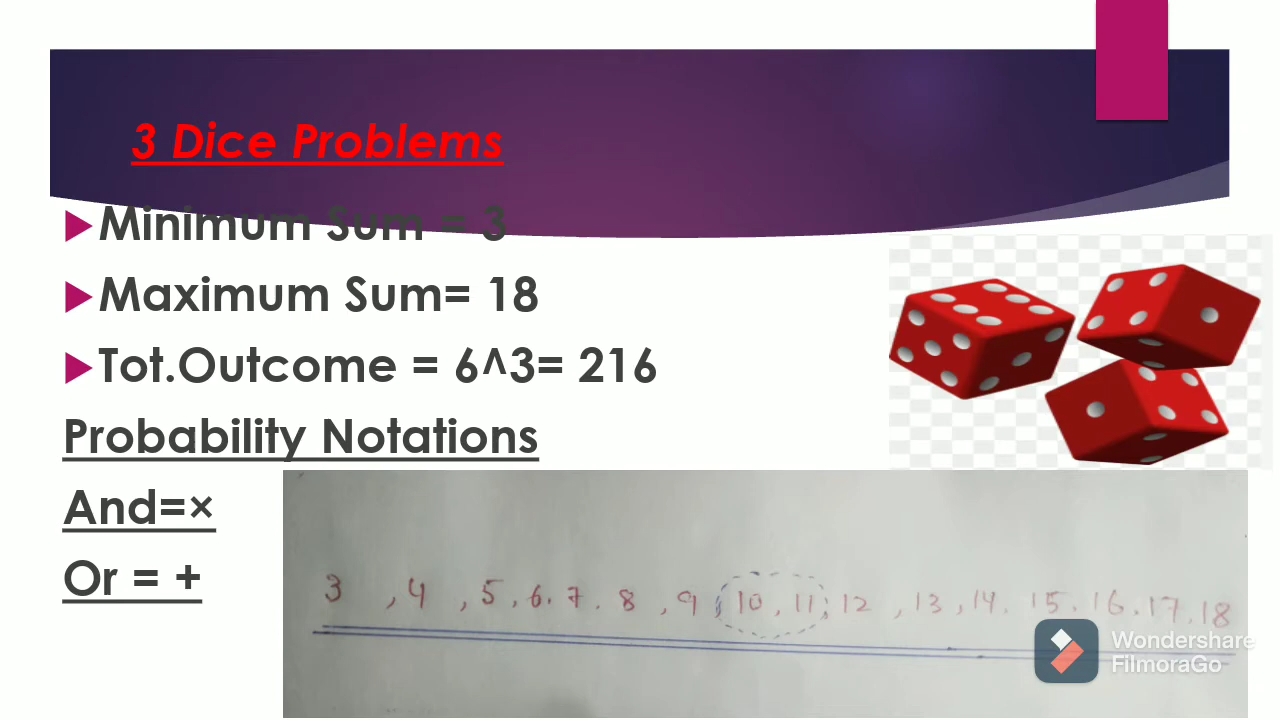 3 Dice Problems
Minimum Sum = 3
Maximum Sum= 18
Tot.Outcome = 6^3= 216
Probability Notations
And=×
Or = +
3 , 4 , 5 , 6 . 7 . 8 , 9 , 10 , 11 , 12 , 13 , 14 . 15 . 16 . 17 . 18
Wondershare
FilmoraGo